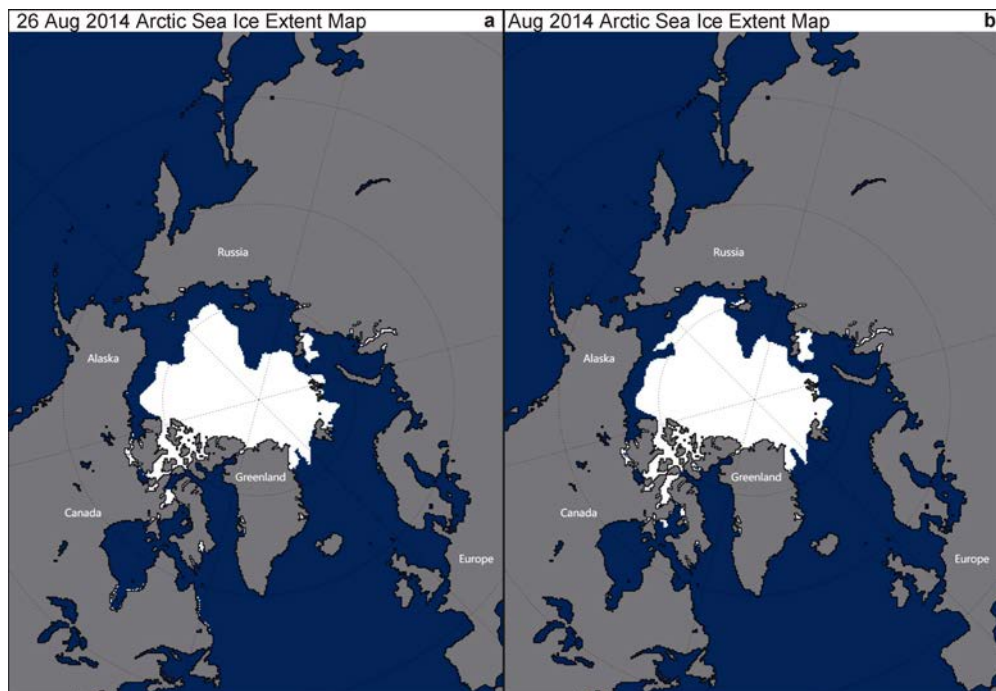 26 Aug 2014 Arctic Sea Ice Extent Map a
Russia
Alaska
Greenland
Canada
Europe
Aug 2014 Arctic Sea Ice Extent Map b
Russia
Alaska
Greenland
Canada
Europe